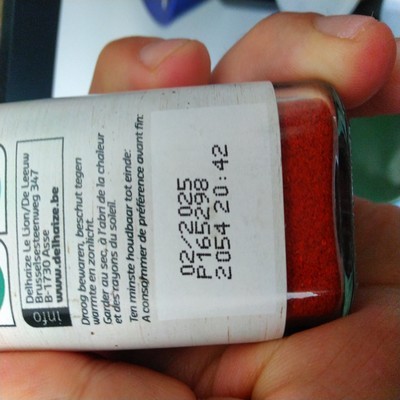 Info
Delhaize Le Lion/De Leeuw
Brusselsesteenweg 347
B-1730 Asse
www.delhaize.be
Droog bewaren, beschut tegen
warmte en zonlicht.
Garder au sec, à l'abri de la chaleur
et des rayons du soleil.
Ten minste houdbaar tot einde:
A consommer de préférence avant fin:
02/2025
P165298
2054 20:42